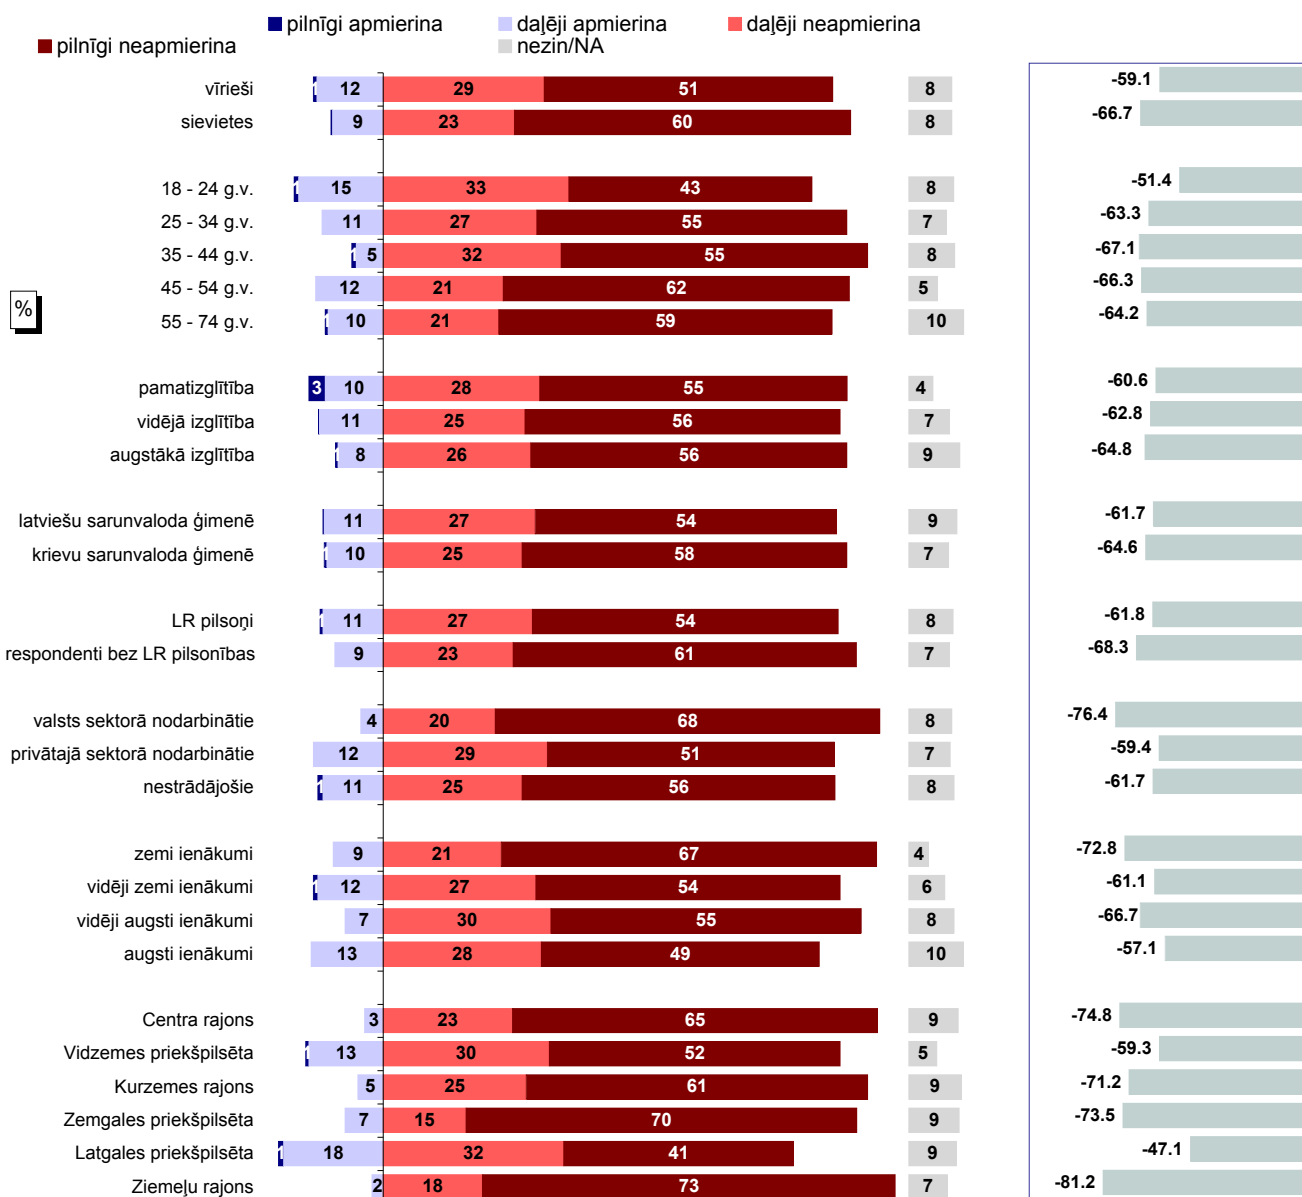 pilnīgi apmierina daļēji apmierina daļēji neapmierina
pilnīgi neapmierina nezin/NA
%
vīrieši 1 12 29 51 8 -59.1
sievietes 9 23 60 8 -66.7
18 - 24 g.v. 1 15 33 43 8 -51.4
25 - 34 g.v. 11 27 55 7 -63.3
35 - 44 g.v. 1 5 32 55 8 -67.1
45 - 54 g.v. 12 21 62 5 -66.3
55 - 74 g.v. 1 10 21 59 10 -64.2
pamatizglītība 3 10 28 55 4 -60.6
vidējā izglītība 11 25 56 7 -62.8
augstākā izglītība 1 8 26 56 9 -64.8
latviešu sarunvaloda ģimenē 11 27 54 9 -61.7
krievu sarunvaloda ģimenē 1 10 25 58 7 -64.6
LR pilsoņi 1 11 27 54 8 -61.8
respondenti bez LR pilsonības 9 23 61 7 -68.3
valsts sektorā nodarbinātie 4 20 68 8 -76.4
privātajā sektorā nodarbinātie 12 29 51 7 -59.4
nestrādājošie 1 11 25 56 8 -61.7
zemi ienākumi 9 21 67 4 -72.8
vidēji zemi ienākumi 1 12 27 54 6 -61.1
vidēji augsti ienākumi 7 30 55 8 -66.7
augsti ienākumi 13 28 49 10 -57.1
Centra rajons 3 23 65 9 -74.8
Vidzemes priekšpilsēta 1 13 30 52 5 -59.3
Kurzemes rajons 5 25 61 9 -71.2
Zemgales priekšpilsēta 7 15 70 9 -73.5
Latgales priekšpilsēta 1 18 32 41 9 -47.1
Ziemeļu rajons 2 18 73 7 -81.2